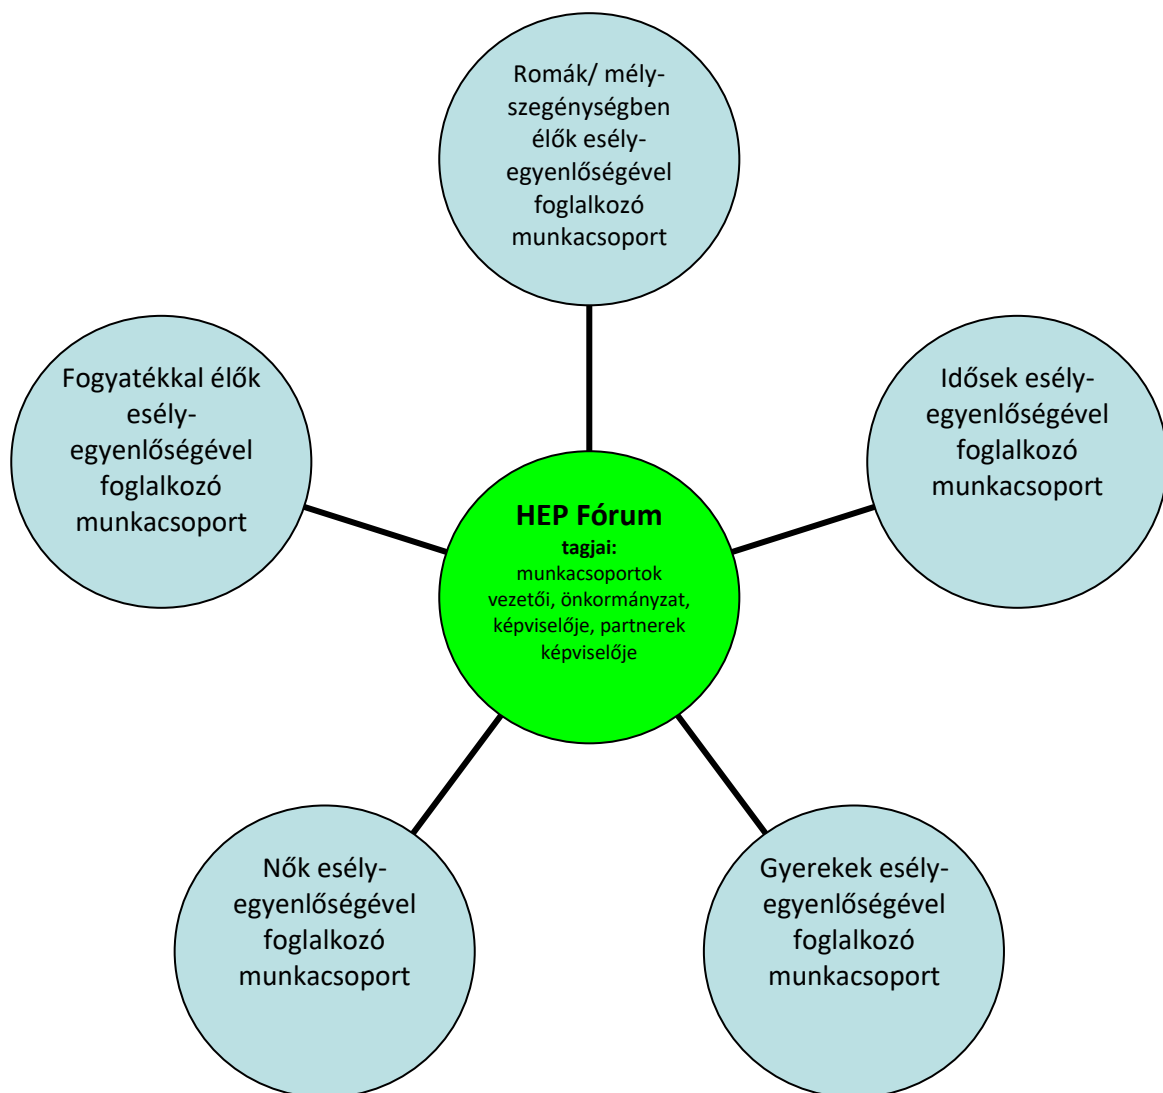 Romák/ mély-
szegénységben
élők esély-
egyenlőségével
foglalkozó
munkacsoport
Fogyatékkal élők
esély-
egyenlőségével
foglalkozó
munkacsoport
Idősek esély-
egyenlőségével
foglalkozó
munkacsoport
HEP Fórum
tagjai:
munkacsoportok
vezetői, önkormányzat,
képviselője, partnerek
képviselője
Nők esély-
egyenlőségével
foglalkozó
munkacsoport
Gyerekek esély-
egyenlőségével
foglalkozó
munkacsoport